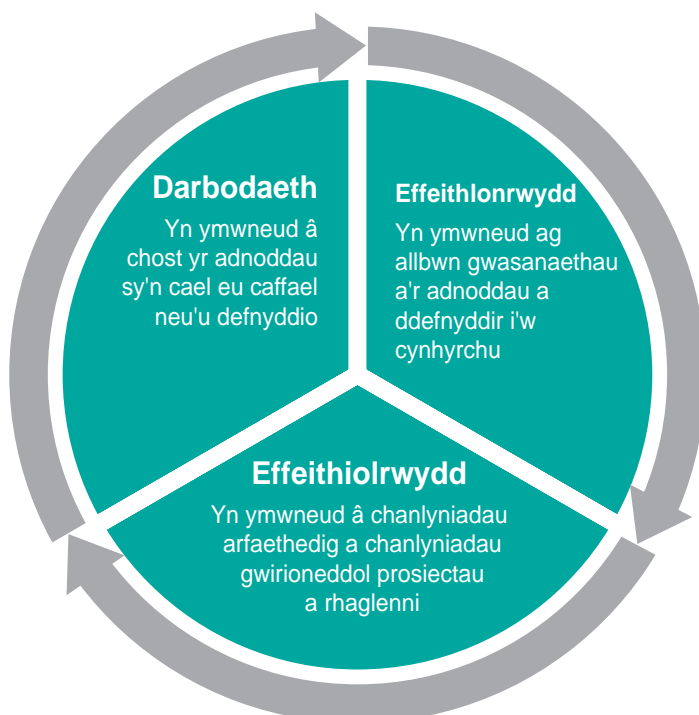 Darbodaeth
Yn ymwneud â
chost yr adnoddau
sy'n cael eu caffael
neu'u defnyddio
Effeithlonrwydd
Yn ymwneud ag
allbwn gwasanaethau
a'r adnoddau a
ddefnyddir i'w
cynhyrchu
Effeithiolrwydd
Yn ymwneud â chanlyniadau
arfaethedig a chanlyniadau
gwirioneddol prosiectau
a rhaglenni